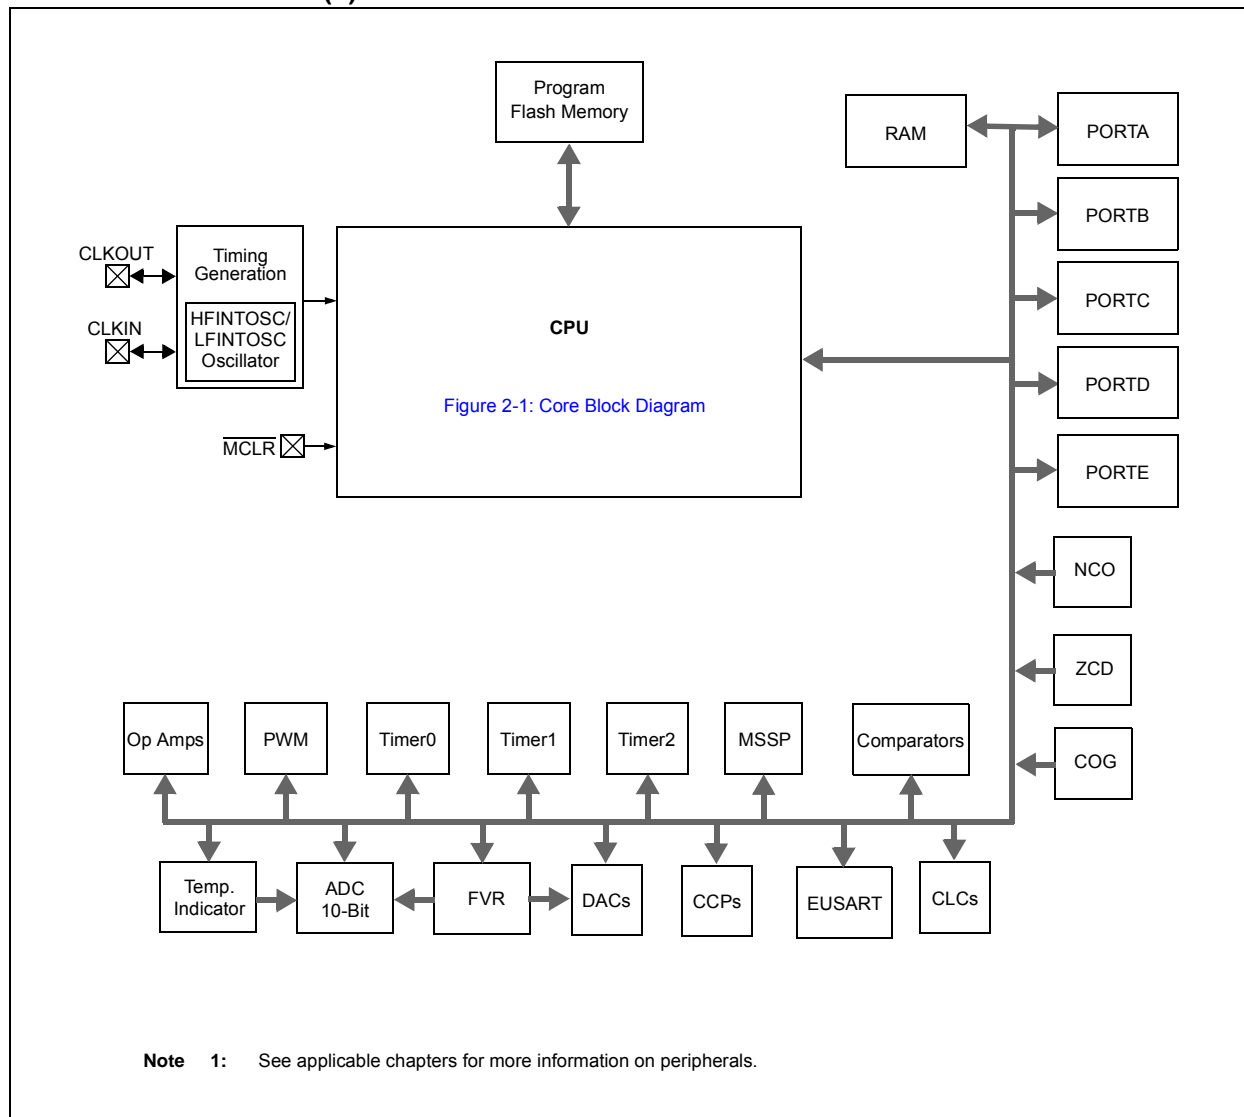 Program
Flash Memory
RAM
PORTA
PORTB
CLKOUT
Timing
Generation
PORTC
CLKIN
HFINTOSC/
LFINTOSC
Oscillator
CPU
PORTD
Figure 2-1: Core Block Diagram
MCLR
PORTE
NCO
ZCD
Op Amps
PWM
Timer0
Timer1
Timer2
MSSP
Comparators
COG
Temp.
Indicator
ADC
10-Bit
FVR
DACs
CCPs
EUSART
CLCs
Note 1: See applicable chapters for more information on peripherals.